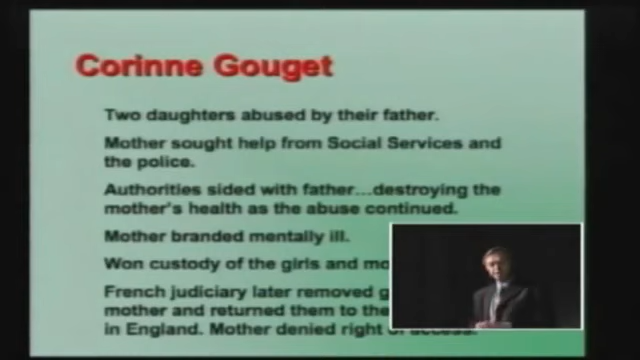 Corinne Gouget
Two daughters abused by their father.
Mother sought help from Social Services and
the police.
Authorities sided with father...destroying the
mother's health as the abuse continued.
Mother branded mentally ill.
Won custody of the girls and
French judiciary later removed
mother and returned them to
in England. Mother denied right of access.